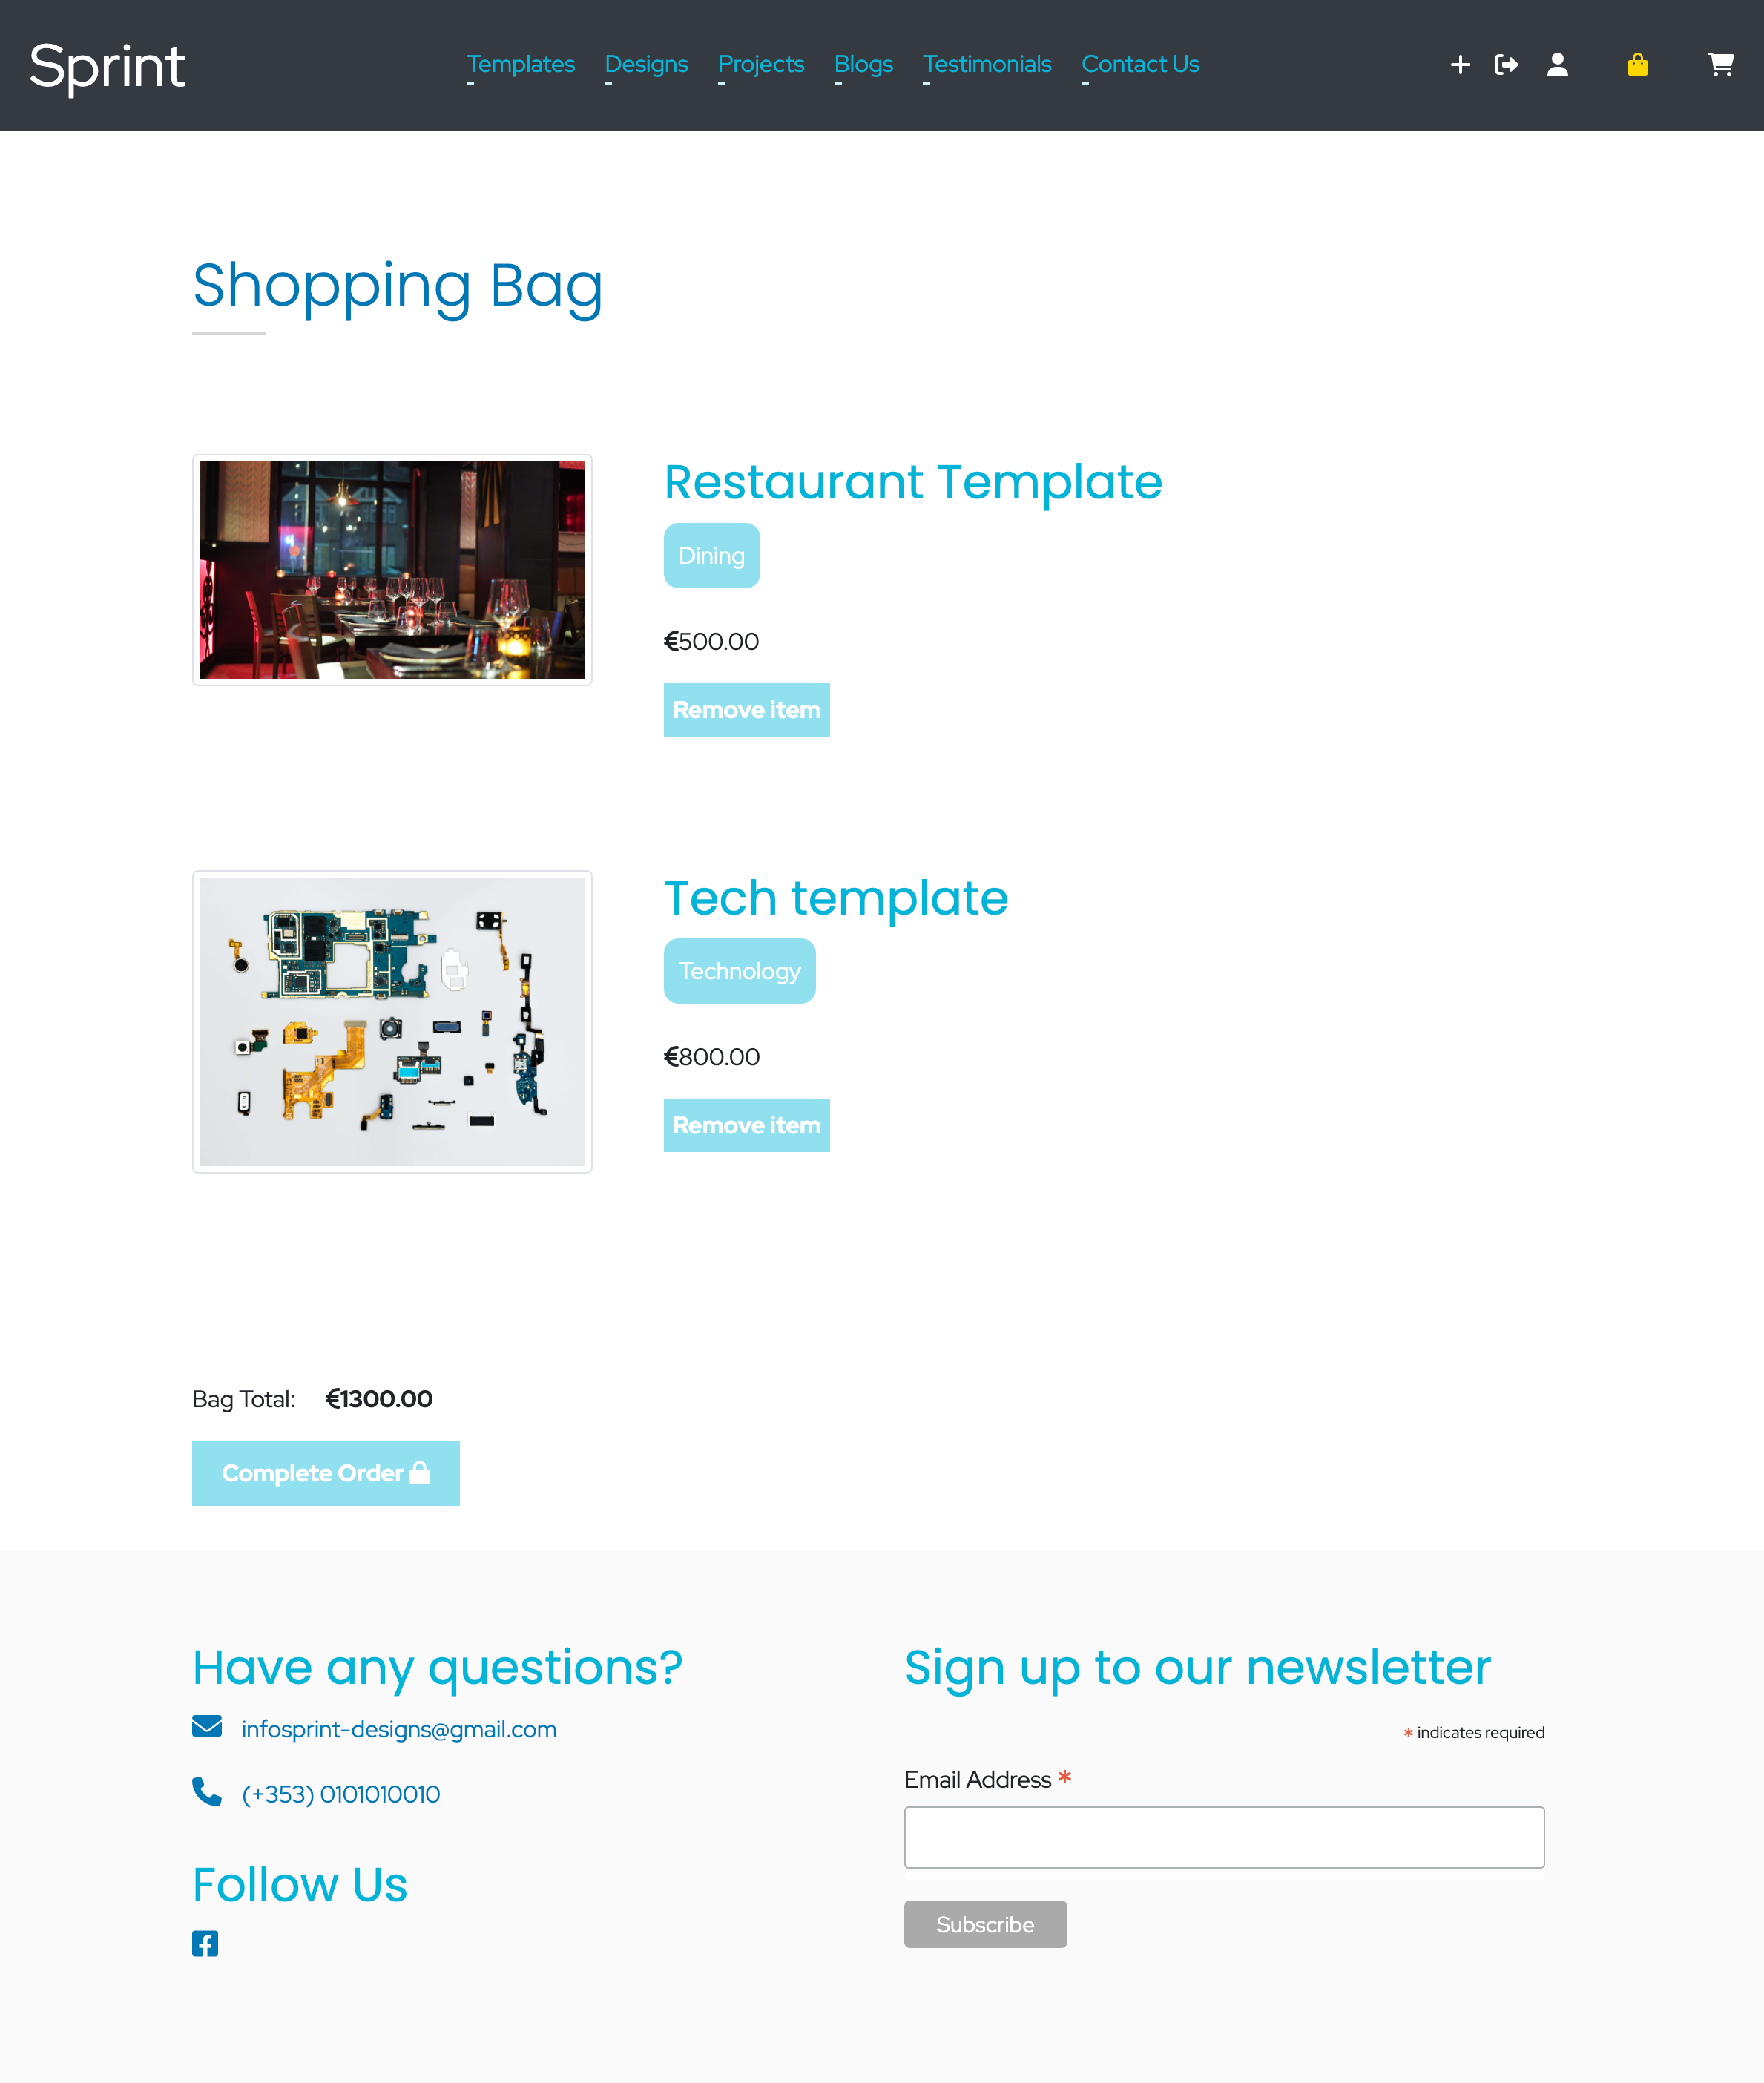 Sprint
Templates Designs Projects Blogs Testimonials Contact Us
Shopping Bag
Restaurant Template
Dining
€500.00
Remove item
Tech template
Technology
€800.00
Remove item
Bag Total: €1300.00
Complete Order
Have any questions?
infosprint-designs@gmail.com
(+353) 0101010010
Follow Us
Sign up to our newsletter
* indicates required
Email Address *
Subscribe